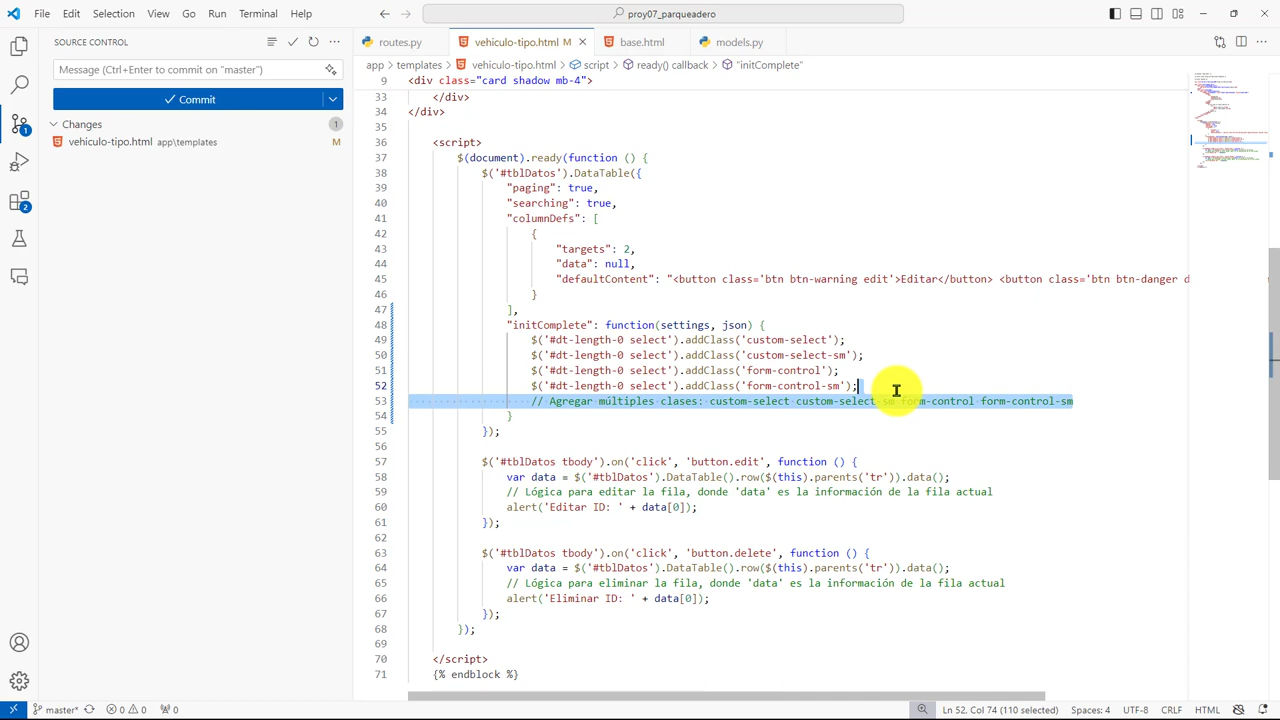 File Edit Selection View Go Run Terminal Help
proy07_parqueadero
SOURCE CONTROL
Message (Ctrl+Enter to commit on "master")
Commit
Changes
vehiculo-tipo.html app\templates M
1
2
routes.py vehiculo-tipo.html M base.html models.py
app > templates > vehiculo-tipo.html > script > ready() callback > "initComplete"
9 <div class="card shadow mb-4">
33 </div>
34 </div>
35
36 <script>
37 $(document).ready(function () {
38 $('#tblDatos').DataTable({
39 "paging": true,
40 "searching": true,
41 "columnDefs": [
42 {
43 "targets": 2,
44 "data": null,
45 "defaultContent": "<button class='btn btn-warning edit'>Editar</button> <button class='btn btn-danger d
46 }
47 ],
48 "initComplete": function(settings, json) {
49 $('#dt-length-0 select').addClass('custom-select');
50 $('#dt-length-0 select').addClass('custom-select-sm');
51 $('#dt-length-0 select').addClass('form-control');
52 $('#dt-length-0 select').addClass('form-control-sm');
53 // Agregar múltiples clases: custom-select custom-select-sm form-control form-control-sm
54 }
55 });
56
57 $('#tblDatos tbody').on('click', 'button.edit', function () {
58 var data = $('#tblDatos').DataTable().row($(this).parents('tr')).data();
59 // Lógica para editar la fila, donde 'data' es la información de la fila actual
60 alert('Editar ID: ' + data[0]);
61 });
62
63 $('#tblDatos tbody').on('click', 'button.delete', function () {
64 var data = $('#tblDatos').DataTable().row($(this).parents('tr')).data();
65 // Lógica para eliminar la fila, donde 'data' es la información de la fila actual
66 alert('Eliminar ID: ' + data[0]);
67 });
68 });
69
70 </script>
71 {% endblock %}
master* 0 0 0 Ln 52, Col 74 (110 selected) Spaces: 4 UTF-8 CRLF HTML